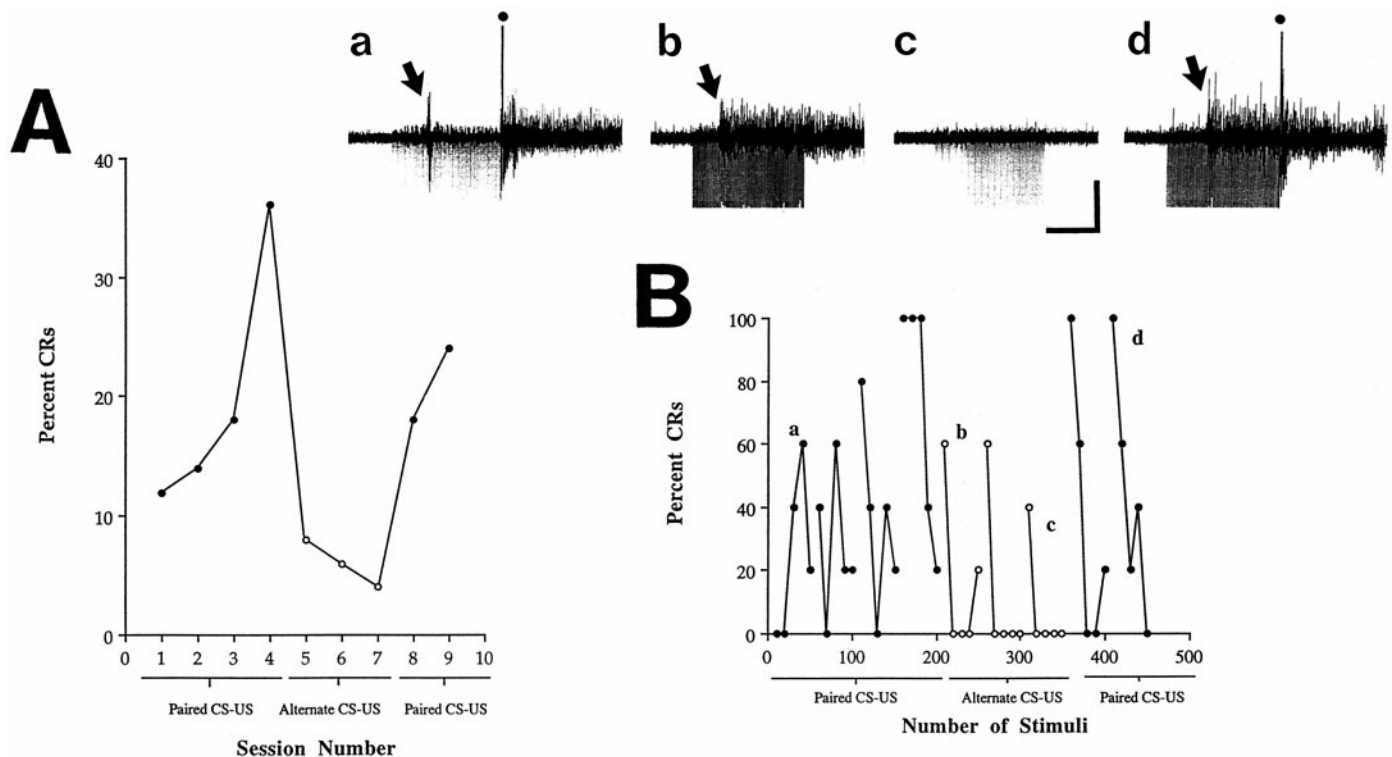 a
b
c
d
A
40
30
20
10
0
Percent CRs
0 1 2 3 4 5 6 7 8 9 10
Paired CS-US Alternate CS-US Paired CS-US
Session Number
B
100
80
60
40
20
0
Percent CRs
a
b
c
d
0 100 200 300 400 500
Paired CS-US Alternate CS-US Paired CS-US
Number of Stimuli